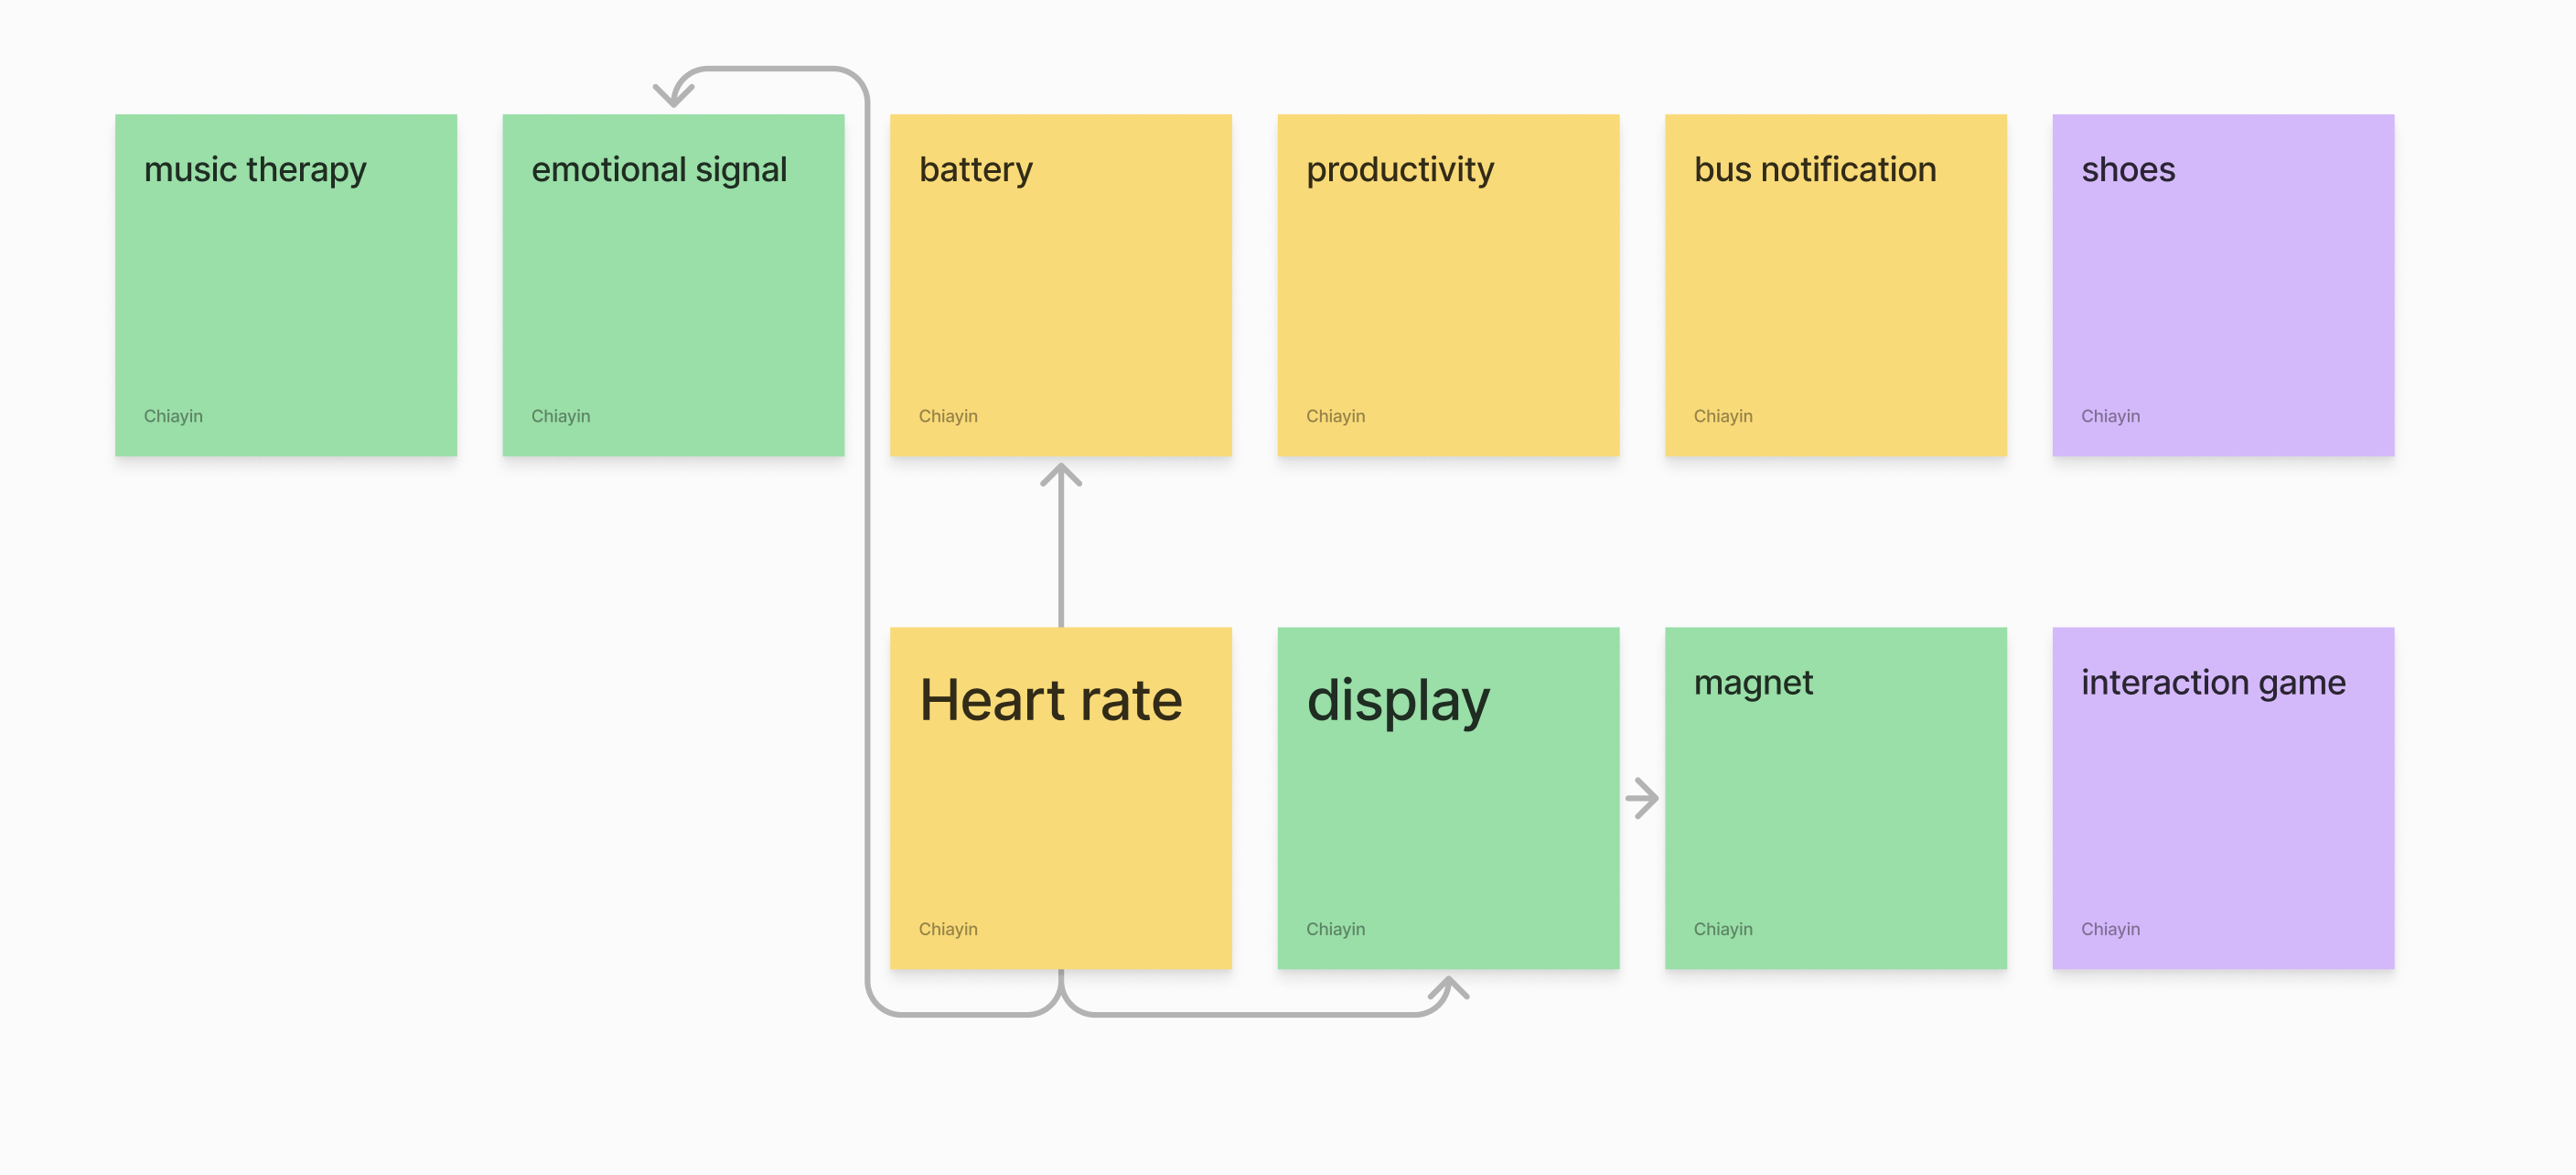 music therapy
Chiayin
emotional signal
Chiayin
battery
Chiayin
productivity
Chiayin
bus notification
Chiayin
shoes
Chiayin
Heart rate
Chiayin
display
Chiayin
magnet
Chiayin
interaction game
Chiayin